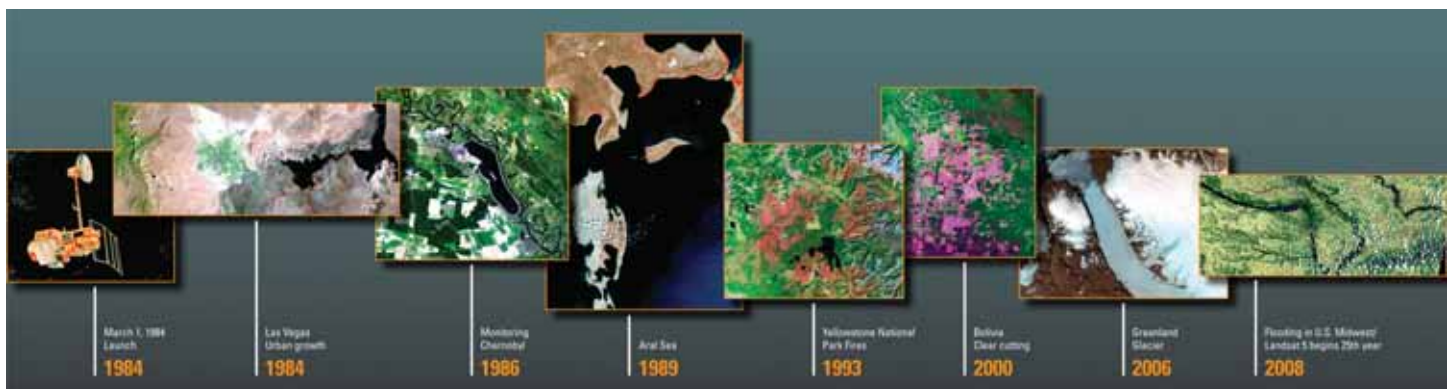 March 1, 1984
Launch
1984
Las Vegas
Urban growth
1984
Monitoring
Chernobyl
1986
Aral Sea
1989
Yellowstone National
Park Fires
1993
Bolivia
Clear cutting
2000
Greenland
Glacier
2006
Flooding in U.S. Midwest/
Landsat 5 begins 25th year
2008